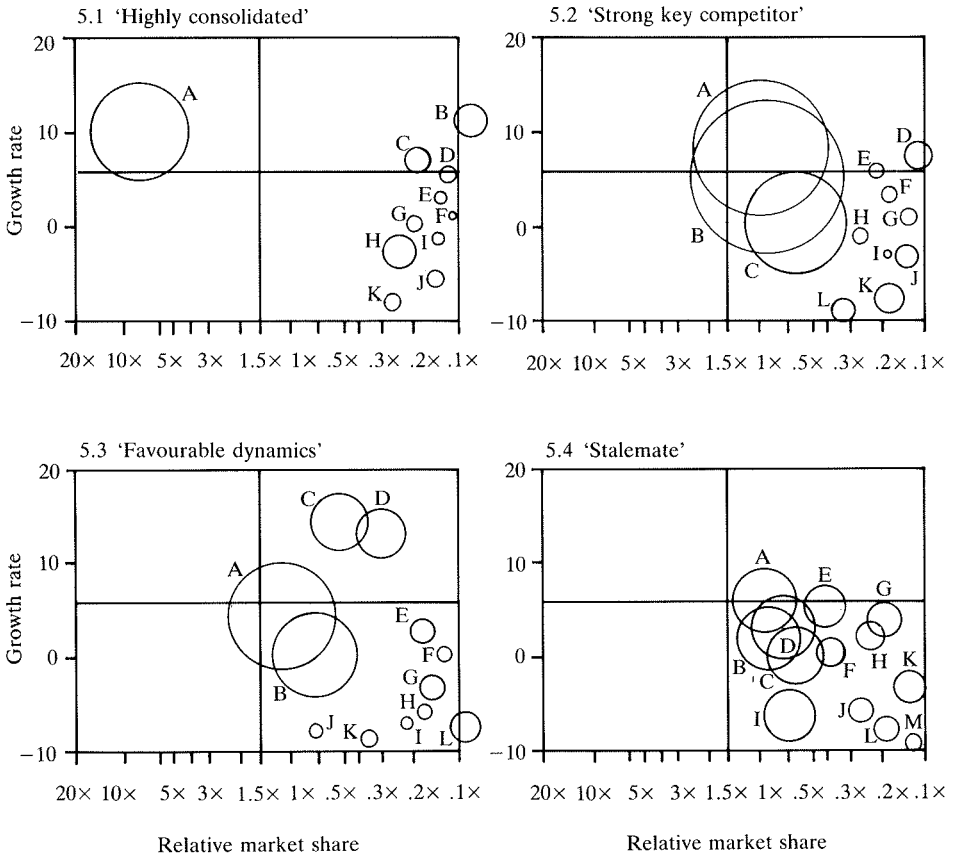 5.1 ‘Highly consolidated’
20
10
0
−10
Growth rate
A
B
C
D
E
F
G
H
I
J
K
20× 10× 5× 3× 1.5× 1× .5× .3× .2× .1×
5.2 ‘Strong key competitor’
20
10
0
−10
A
B
C
D
E
F
G
H
I
J
K
L
20× 10× 5× 3× 1.5× 1× .5× .3× .2× .1×
5.3 ‘Favourable dynamics’
20
10
0
−10
Growth rate
A
B
C
D
E
F
G
H
I
J
K
L
20× 10× 5× 3× 1.5× 1× .5× .3× .2× .1×
Relative market share
5.4 ‘Stalemate’
20
10
0
−10
A
B
C
D
E
F
G
H
I
J
K
L
M
20× 10× 5× 3× 1.5× 1× .5× .3× .2× .1×
Relative market share